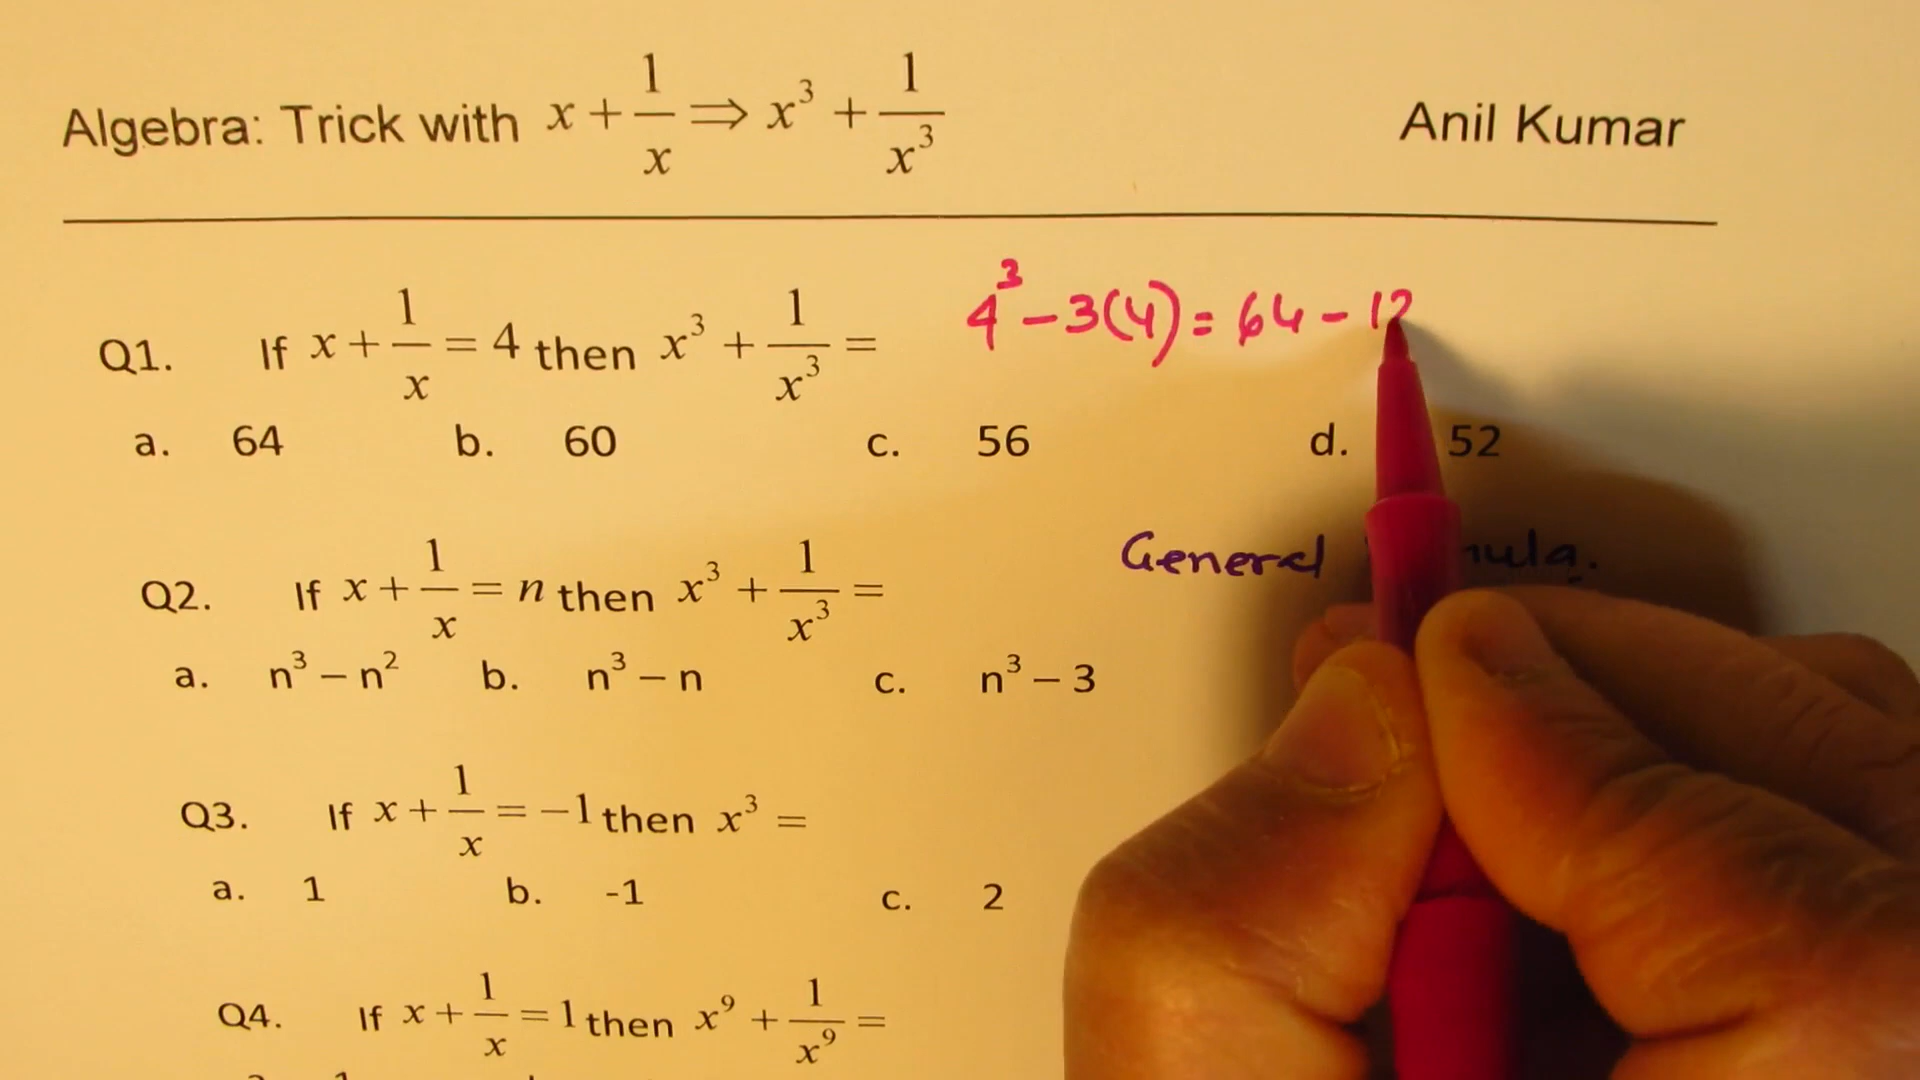 Algebra: Trick with x + 1/x ⇒ x³ + 1/x³ Anil Kumar
Q1. If x + 1/x = 4 then x³ + 1/x³ = 4³ - 3(4) = 64 - 12
a. 64 b. 60 c. 56 d. 52
General
Q2. If x + 1/x = n then x³ + 1/x³ =
a. n³ – n² b. n³ – n c. n³ – 3
Q3. If x + 1/x = −1 then x³ =
a. 1 b. -1 c. 2
Q4. If x + 1/x = 1 then x⁹ + 1/x⁹ =